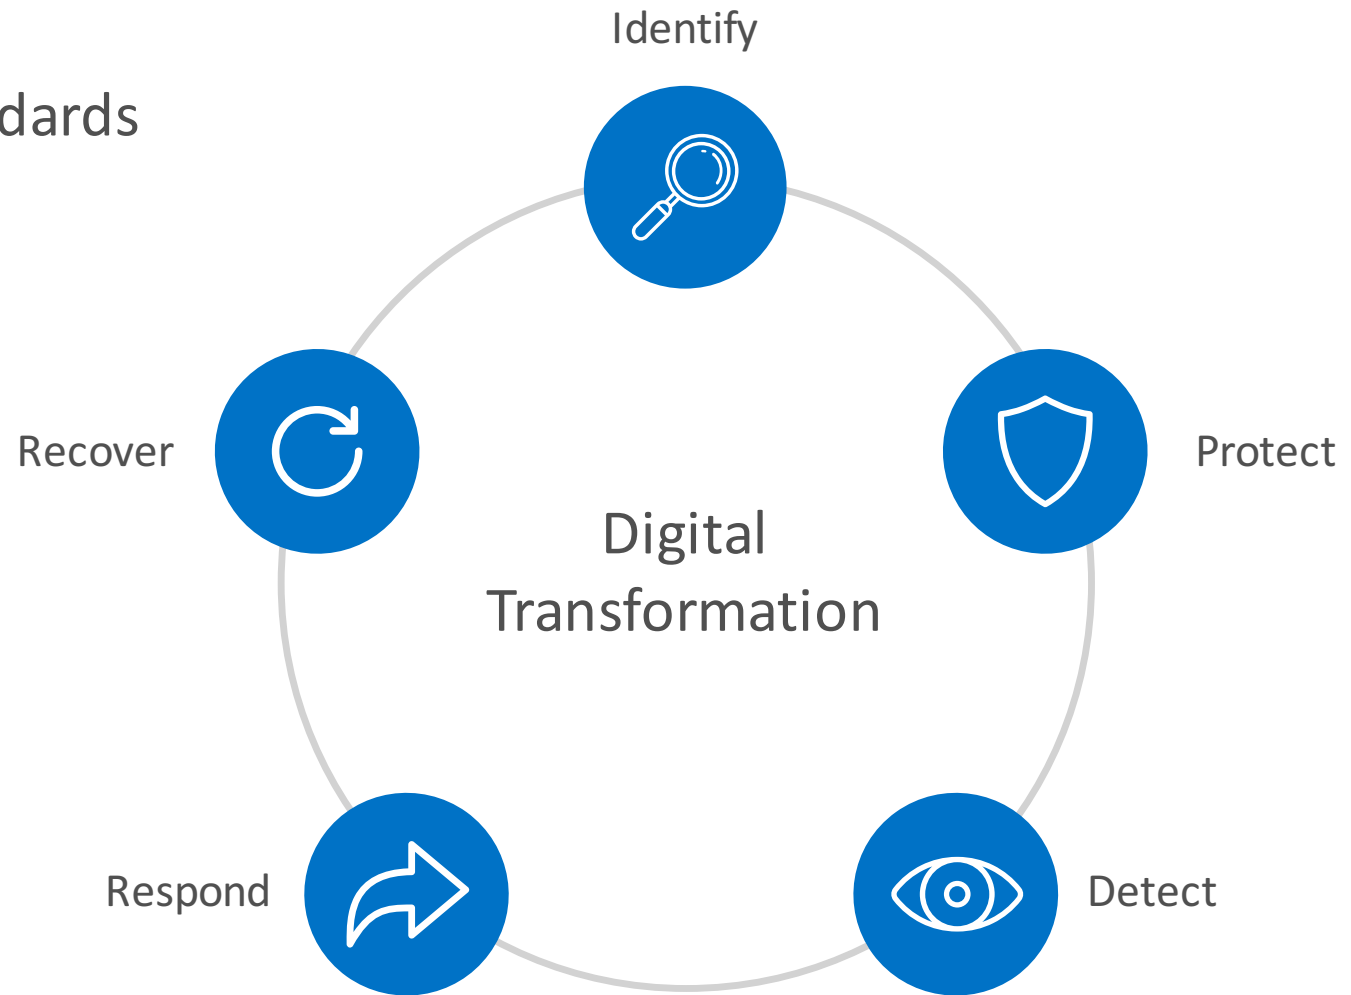 Identify
dards
Recover
Protect
Digital
Transformation
Respond
Detect